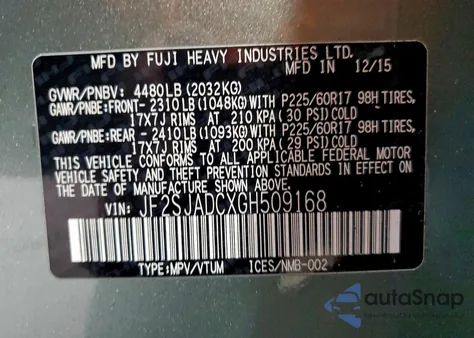 MFD BY FUJI HEAVY INDUSTRIES LTD.
MADE IN JAPAN 12/15
GVWR/PNBV: 4480LB(2032KG)
GAWR/PNBE:FRONT- 2310LB(1048KG)WITH P225/60R17 98H TIRES,
17X7J RIMS AT 210 KPA(30 PSI)COLD
GAWR/PNBE:REAR - 2410LB(1093KG)WITH P225/60R17 98H TIRES,
17X7J RIMS AT 200 KPA(29 PSI)COLD
THIS VEHICLE CONFORMS TO ALL APPLICABLE FEDERAL MOTOR
VEHICLE SAFETY AND THEFT PREVENTION STANDARDS IN EFFECT
ON THE DATE OF MANUFACTURE SHOWN ABOVE.
VIN: JF2SJADCXGH509168
TYPE:MPV/VTUM ICES/NMB-002
autoSnap